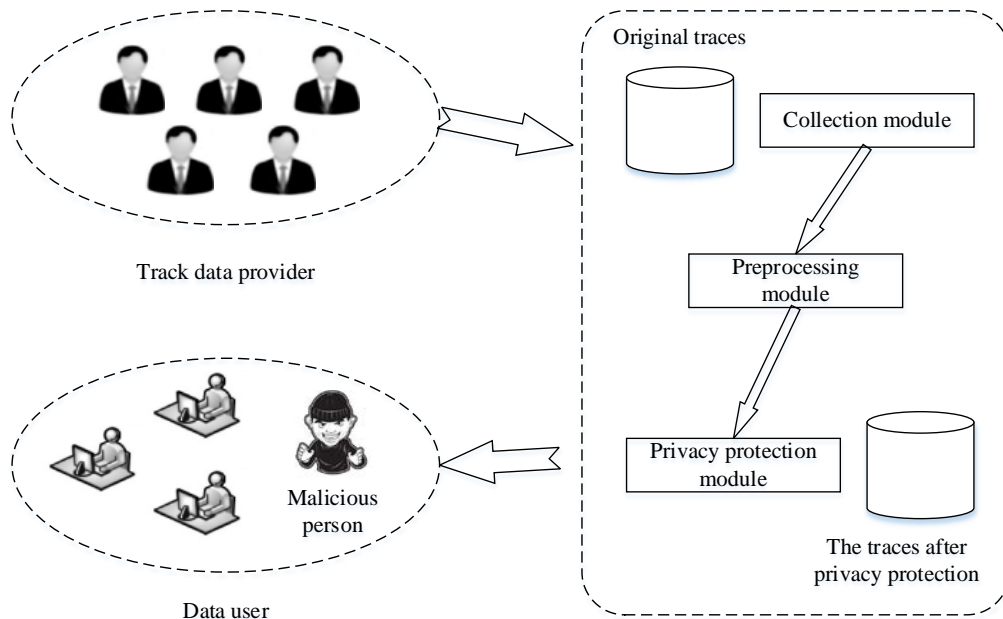 Original traces
Collection module
Track data provider
Preprocessing
module
Privacy protection
module
Malicious
person
The traces after
privacy protection
Data user